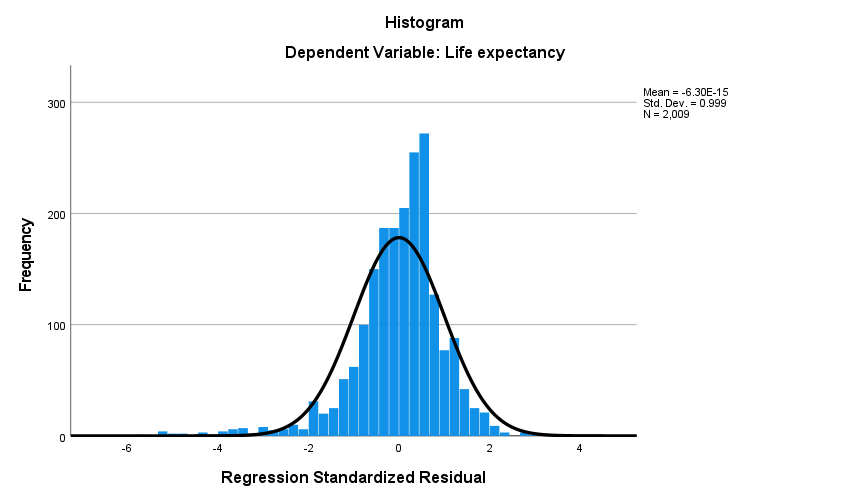 Histogram
Dependent Variable: Life expectancy
Mean = -6.30E-15
Std. Dev. = 0.999
N = 2,009
Frequency
300
200
100
0
-6 -4 -2 0 2 4
Regression Standardized Residual